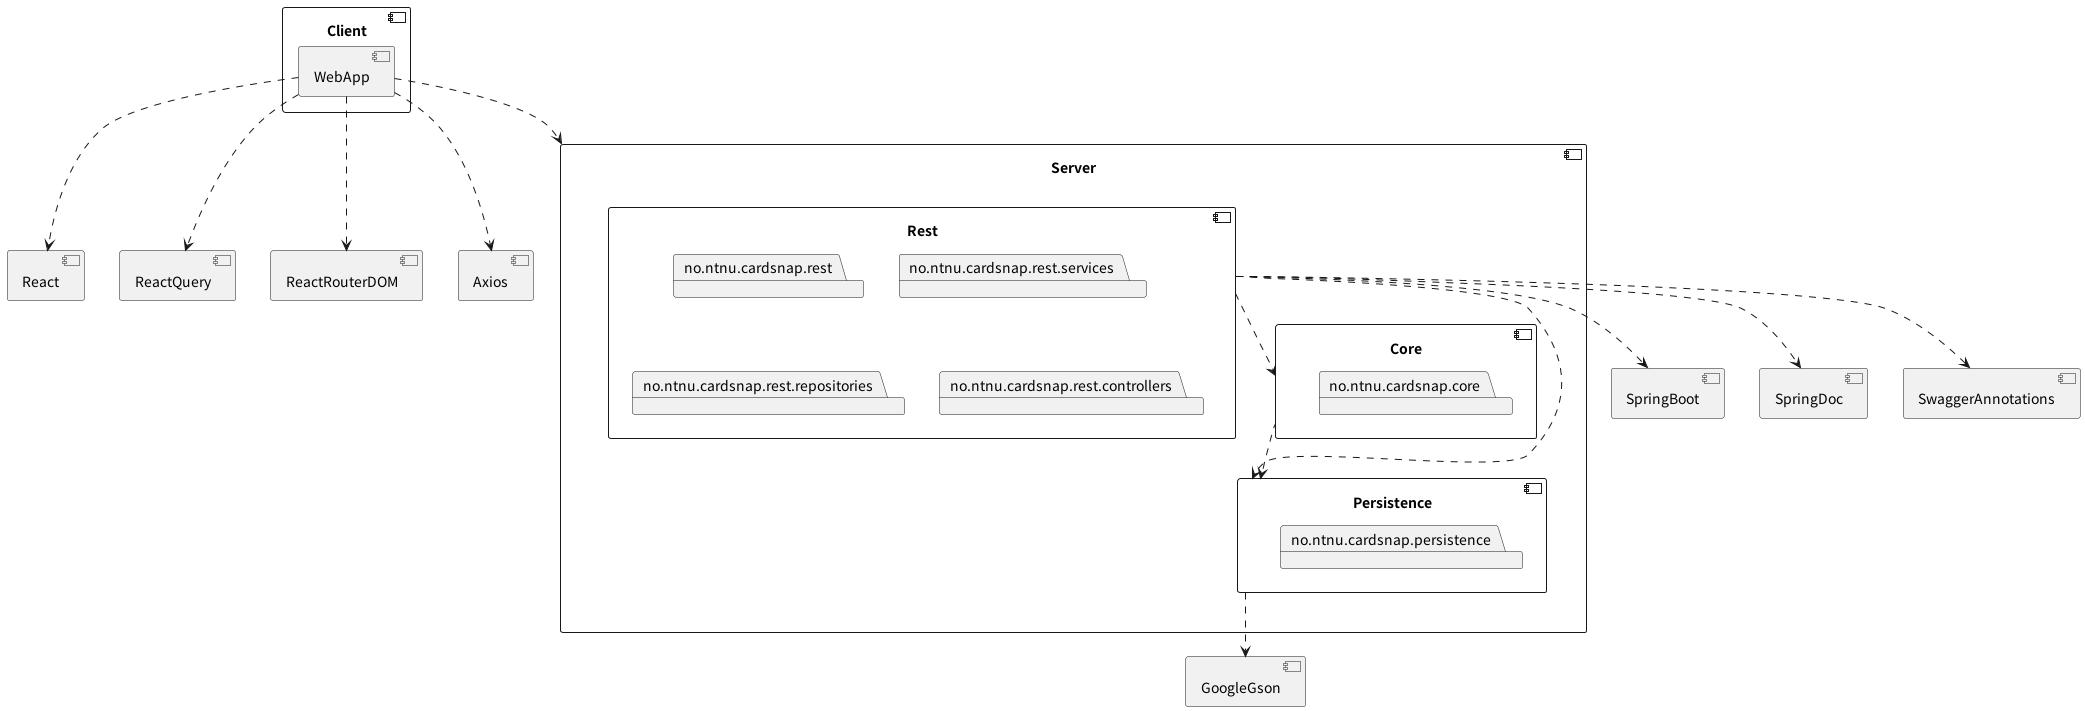 Client
WebApp
Server
Rest
no.ntnu.cardsnap.rest
no.ntnu.cardsnap.rest.services
React
ReactQuery
ReactRouterDOM
Axios
Core
no.ntnu.cardsnap.rest.repositories
no.ntnu.cardsnap.rest.controllers
no.ntnu.cardsnap.core
SpringBoot
SpringDoc
SwaggerAnnotations
Persistence
no.ntnu.cardsnap.persistence
GoogleGson